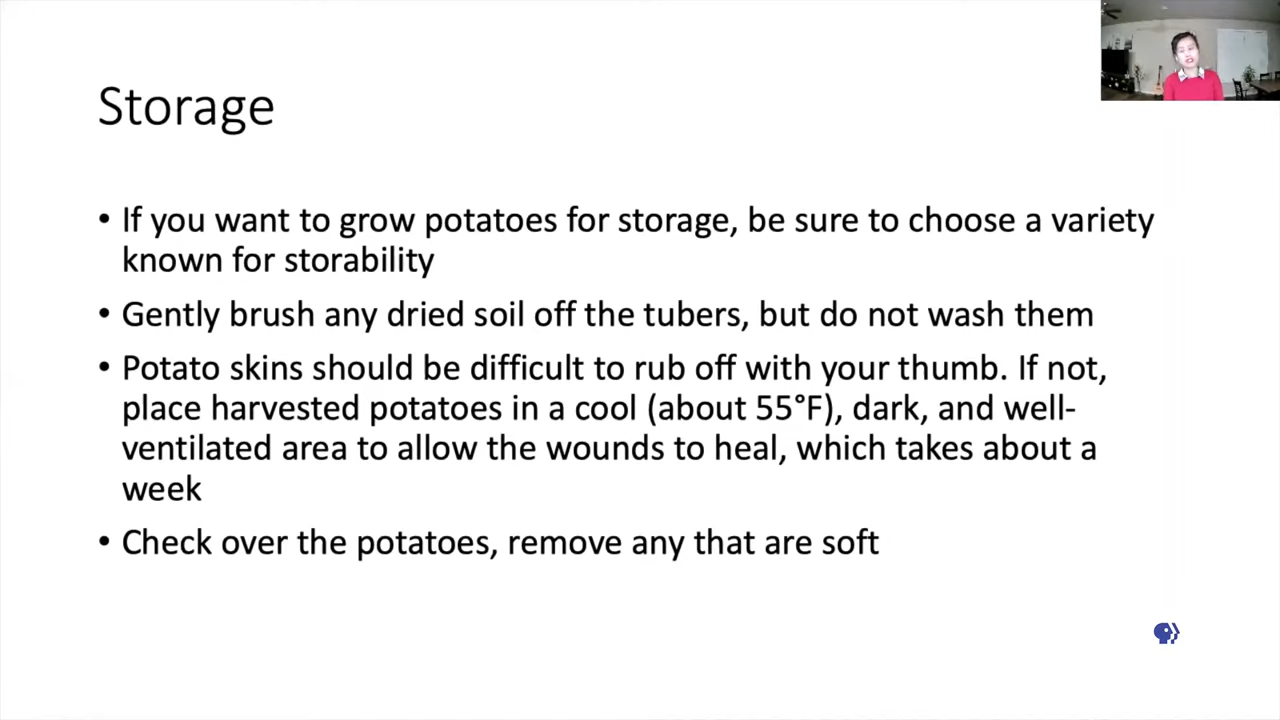 Storage
• If you want to grow potatoes for storage, be sure to choose a variety
known for storability
• Gently brush any dried soil off the tubers, but do not wash them
• Potato skins should be difficult to rub off with your thumb. If not,
place harvested potatoes in a cool (about 55°F), dark, and well-
ventilated area to allow the wounds to heal, which takes about a
week
• Check over the potatoes, remove any that are soft